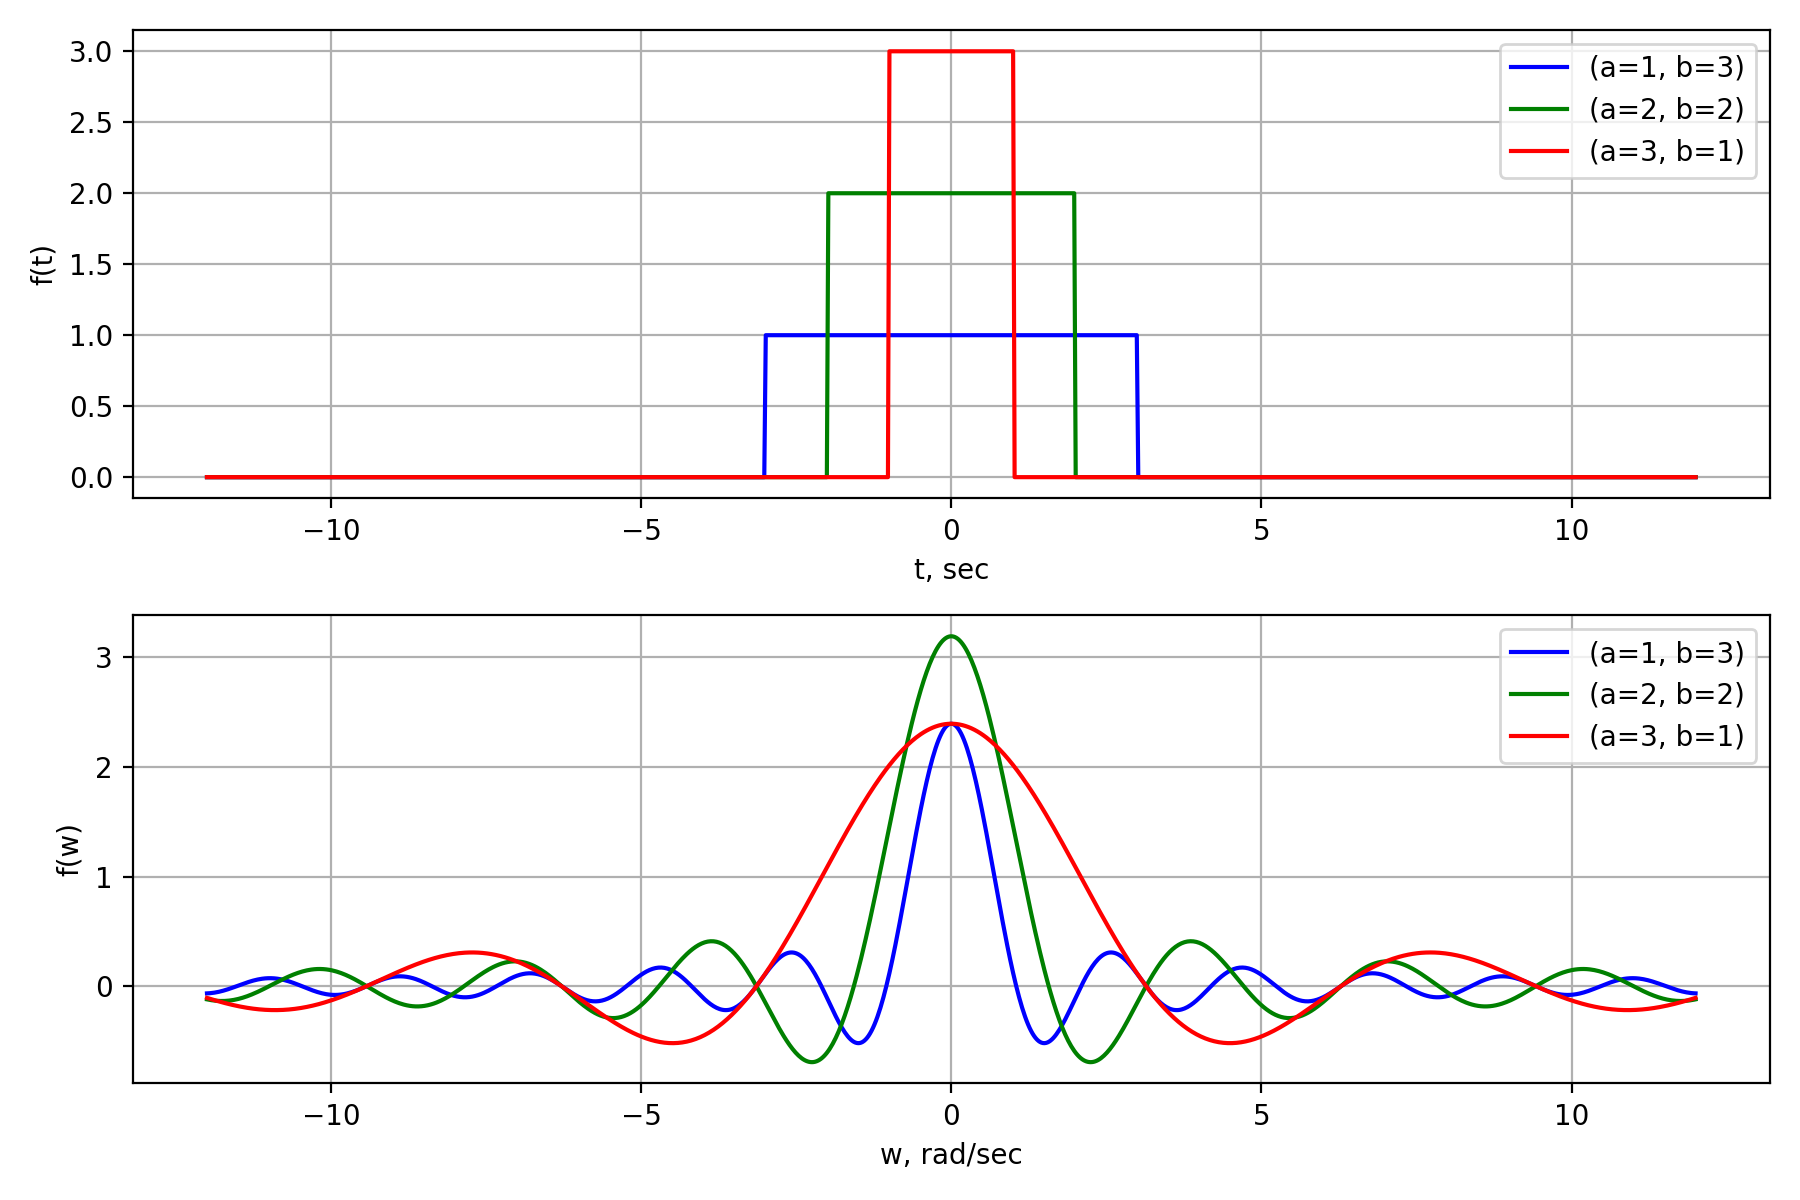 3.0
2.5
2.0
1.5
1.0
0.5
0.0
f(t)
(a=1, b=3)
(a=2, b=2)
(a=3, b=1)
−10 −5 0 5 10
t, sec
3
2
1
0
f(w)
(a=1, b=3)
(a=2, b=2)
(a=3, b=1)
−10 −5 0 5 10
w, rad/sec